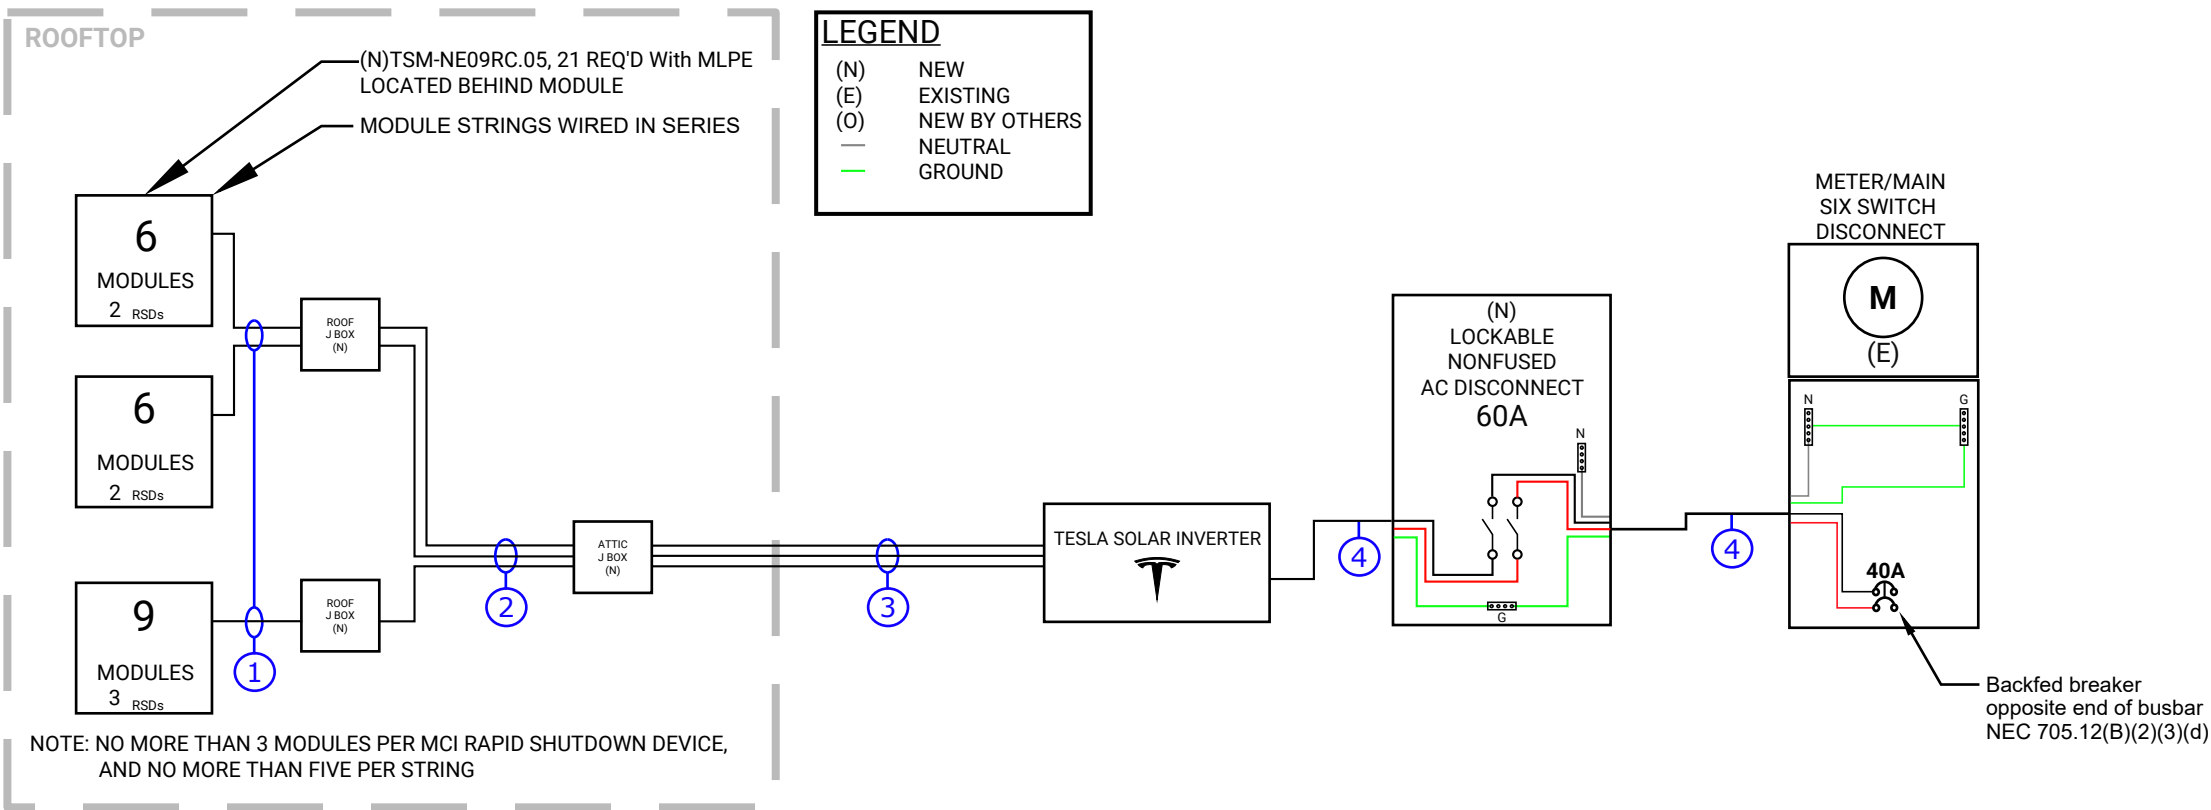 ROOFTOP
(N)TSM-NE09RC.05, 21 REQ'D With MLPE
LOCATED BEHIND MODULE
MODULE STRINGS WIRED IN SERIES
LEGEND
(N) NEW
(E) EXISTING
(O) NEW BY OTHERS
NEUTRAL
GROUND
6
MODULES
2 RSDs
6
MODULES
2 RSDs
9
MODULES
3 RSDs
ROOF
J BOX
(N)
ROOF
J BOX
(N)
1
2
ATTIC
J BOX
(N)
3
TESLA SOLAR INVERTER
4
(N)
LOCKABLE
NONFUSED
AC DISCONNECT
60A
N
G
4
METER/MAIN
SIX SWITCH
DISCONNECT
M
(E)
N
G
40A
Backfed breaker
opposite end of busbar
NEC 705.12(B)(2)(3)(d)
NOTE: NO MORE THAN 3 MODULES PER MCI RAPID SHUTDOWN DEVICE,
AND NO MORE THAN FIVE PER STRING